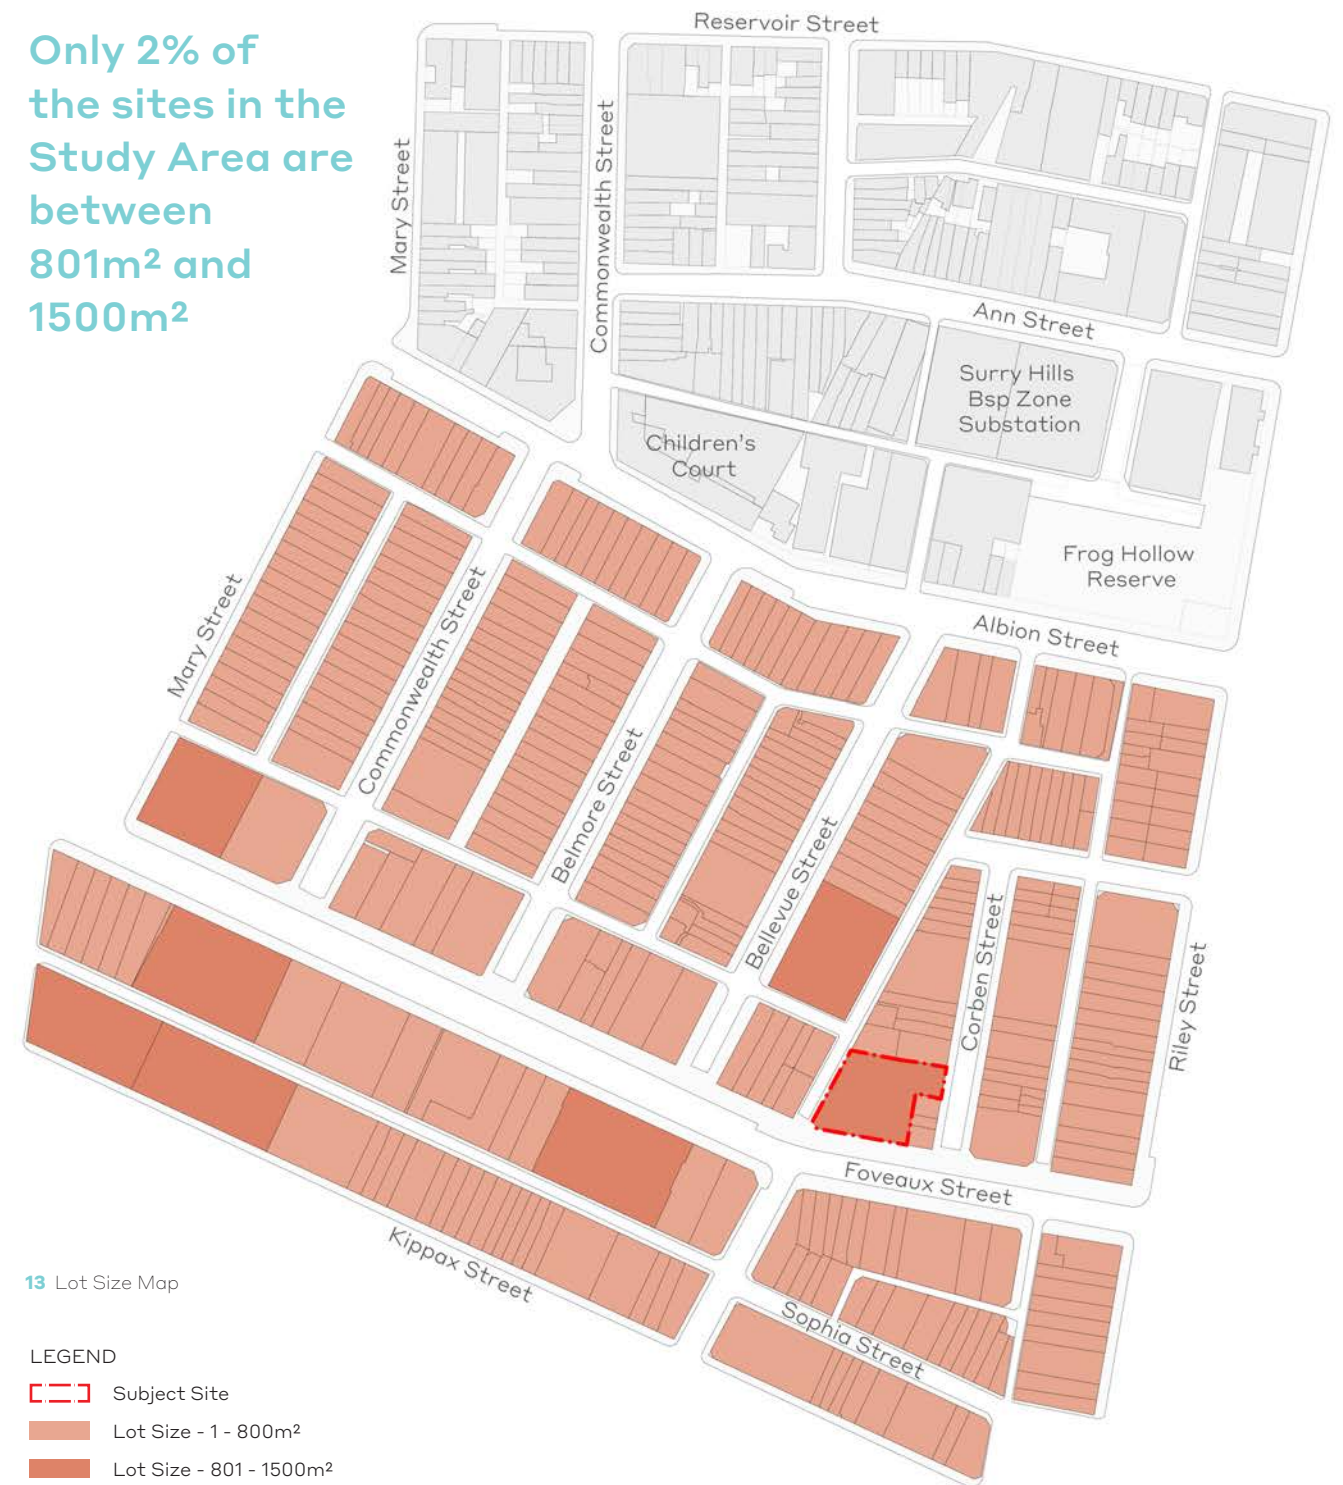 Only 2% of
the sites in the
Study Area are
between
801m² and
1500m²
Reservoir Street
Mary Street
Commonwealth Street
Ann Street
Surry Hills
Bsp Zone
Substation
Children's
Court
Frog Hollow
Reserve
Albion Street
Mary Street
Commonwealth Street
Belmore Street
Bellevue Street
Corben Street
Riley Street
Foveaux Street
Kippax Street
Sophia Street
13 Lot Size Map
LEGEND
Subject Site
Lot Size - 1 - 800m²
Lot Size - 801 - 1500m²